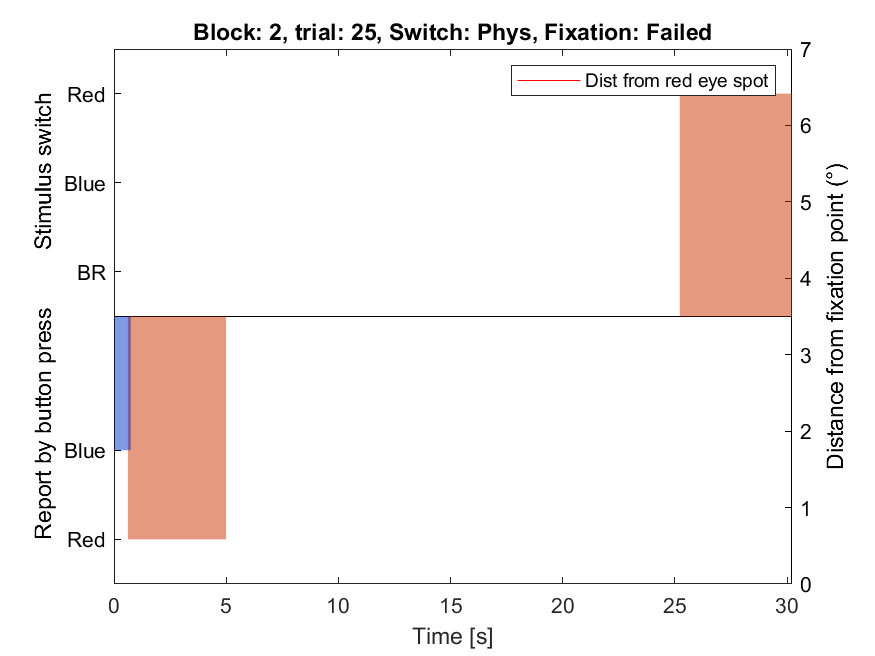 Block: 2, trial: 25, Switch: Phys, Fixation: Failed
Dist from red eye spot
Stimulus switch
Red
Blue
BR
Report by button press
Blue
Red
7
6
5
4
3
2
1
0
Distance from fixation point (°)
0 5 10 15 20 25 30
Time [s]